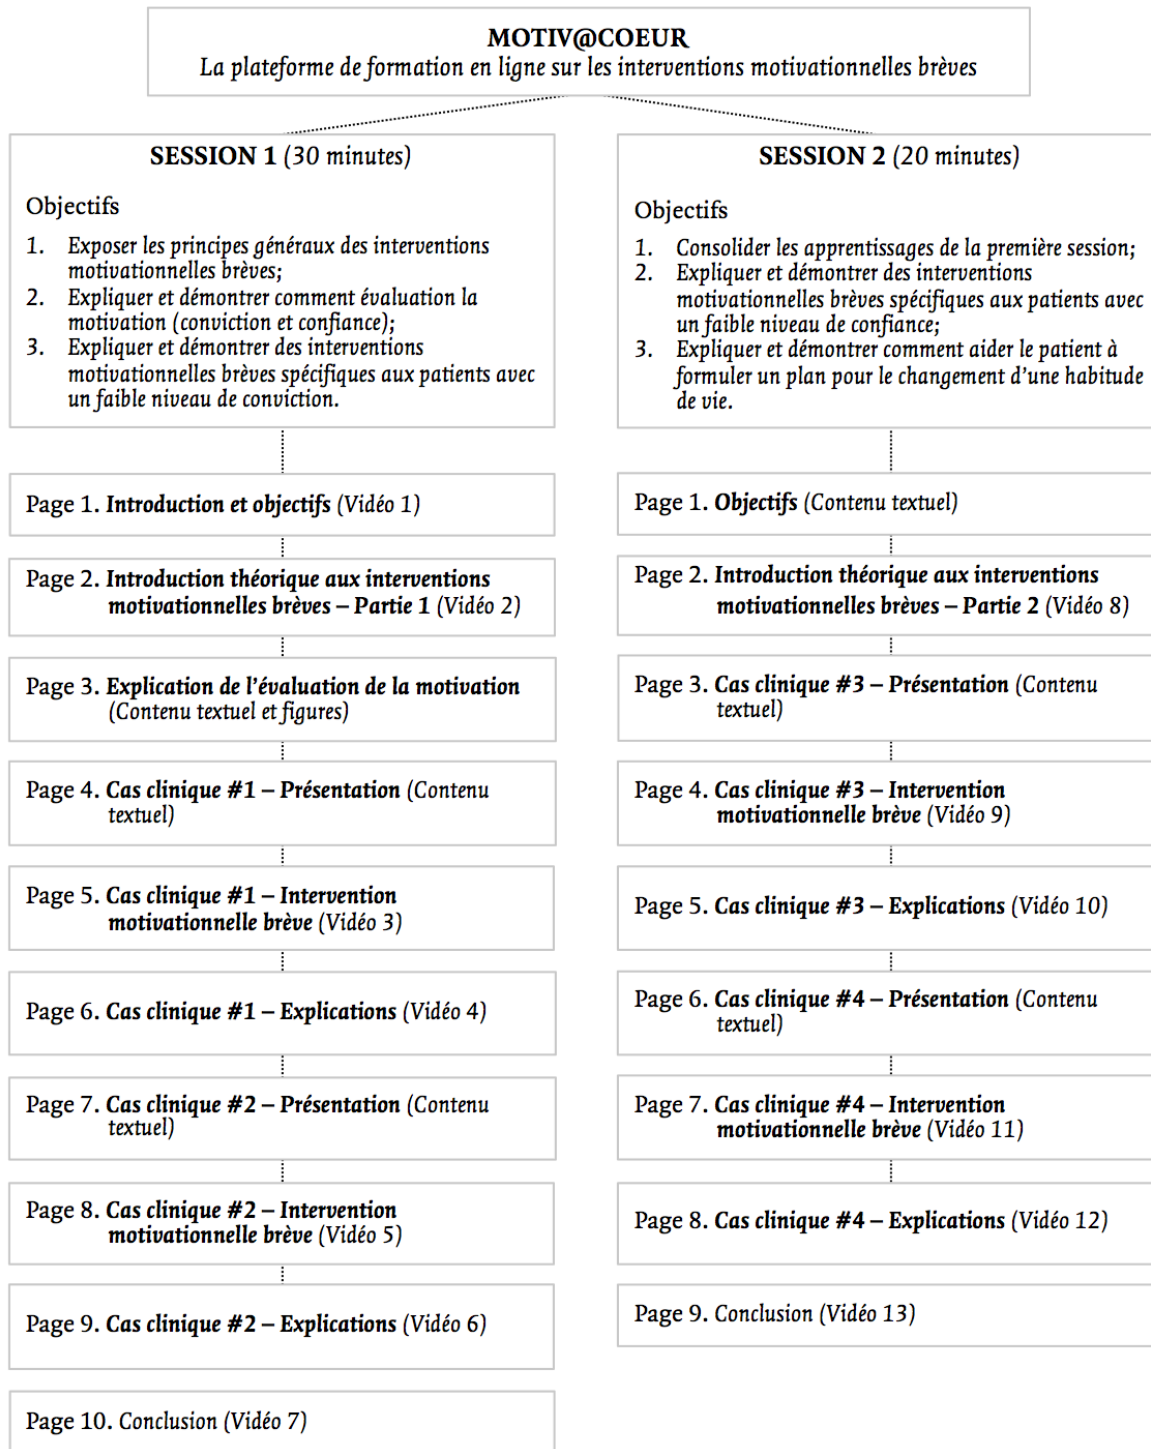 MOTIV@COEUR
La plateforme de formation en ligne sur les interventions motivationnelles brèves
SESSION 1 (30 minutes)
Objectifs
1. Exposer les principes généraux des interventions
motivationnelles brèves;
2. Expliquer et démontrer comment évaluation la
motivation (conviction et confiance);
3. Expliquer et démontrer des interventions
motivationnelles brèves spécifiques aux patients avec
un faible niveau de conviction.
Page 1. Introduction et objectifs (Vidéo 1)
Page 2. Introduction théorique aux interventions
motivationnelles brèves – Partie 1 (Vidéo 2)
Page 3. Explication de l'évaluation de la motivation
(Contenu textuel et figures)
Page 4. Cas clinique #1 – Présentation (Contenu
textuel)
Page 5. Cas clinique #1 – Intervention
motivationnelle brève (Vidéo 3)
Page 6. Cas clinique #1 – Explications (Vidéo 4)
Page 7. Cas clinique #2 – Présentation (Contenu
textuel)
Page 8. Cas clinique #2 – Intervention
motivationnelle brève (Vidéo 5)
Page 9. Cas clinique #2 – Explications (Vidéo 6)
Page 10. Conclusion (Vidéo 7)
SESSION 2 (20 minutes)
Objectifs
1. Consolider les apprentissages de la première session;
2. Expliquer et démontrer des interventions
motivationnelles brèves spécifiques aux patients avec
un faible niveau de confiance;
3. Expliquer et démontrer comment aider le patient à
formuler un plan pour le changement d'une habitude
de vie.
Page 1. Objectifs (Contenu textuel)
Page 2. Introduction théorique aux interventions
motivationnelles brèves – Partie 2 (Vidéo 8)
Page 3. Cas clinique #3 – Présentation (Contenu
textuel)
Page 4. Cas clinique #3 – Intervention
motivationnelle brève (Vidéo 9)
Page 5. Cas clinique #3 – Explications (Vidéo 10)
Page 6. Cas clinique #4 – Présentation (Contenu
textuel)
Page 7. Cas clinique #4 – Intervention
motivationnelle brève (Vidéo 11)
Page 8. Cas clinique #4 – Explications (Vidéo 12)
Page 9. Conclusion (Vidéo 13)